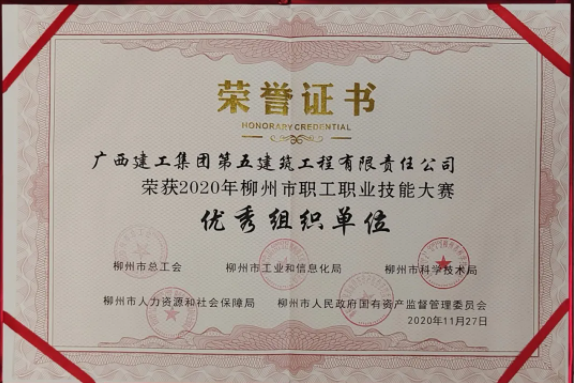 荣誉证书
HONORARY CREDENTIAL
广西建工集团第五建筑工程有限责任公司
荣获2020年柳州市职工职业技能大赛
优秀组织单位
柳州市总工会 柳州市工业和信息化局 柳州市科学技术局
柳州市人力资源和社会保障局 柳州市人民政府国有资产监督管理委员会
2020年11月27日